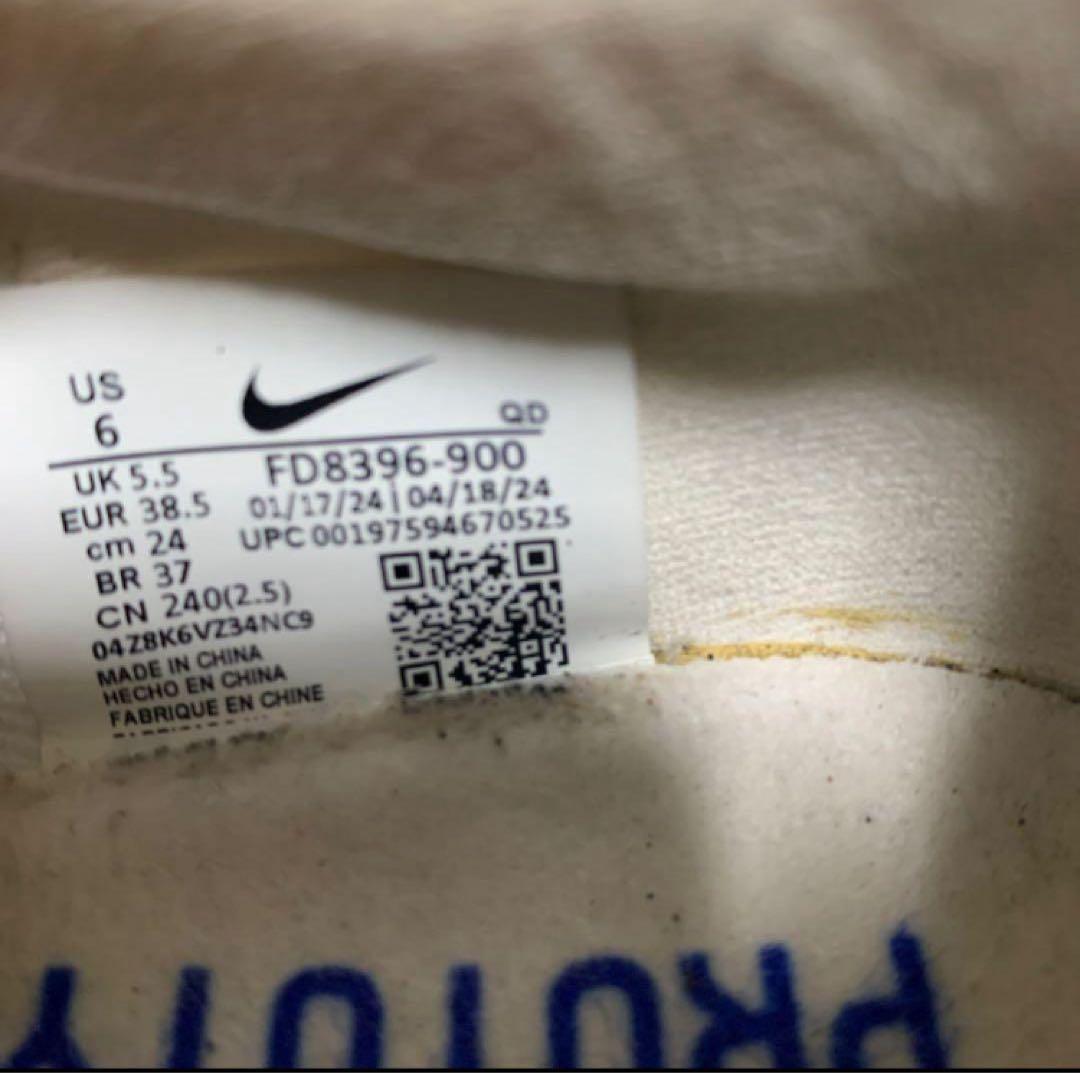 US
6
QD
UK 5.5
FD8396-900
EUR 38.5
01/17/24 | 04/18/24
cm 24
UPC 00197594670525
BR 37
CN 240(2.5)
04Z8K6VZ34NC9
MADE IN CHINA
HECHO EN CHINA
FABRIQUE EN CHINE
PROTOTY